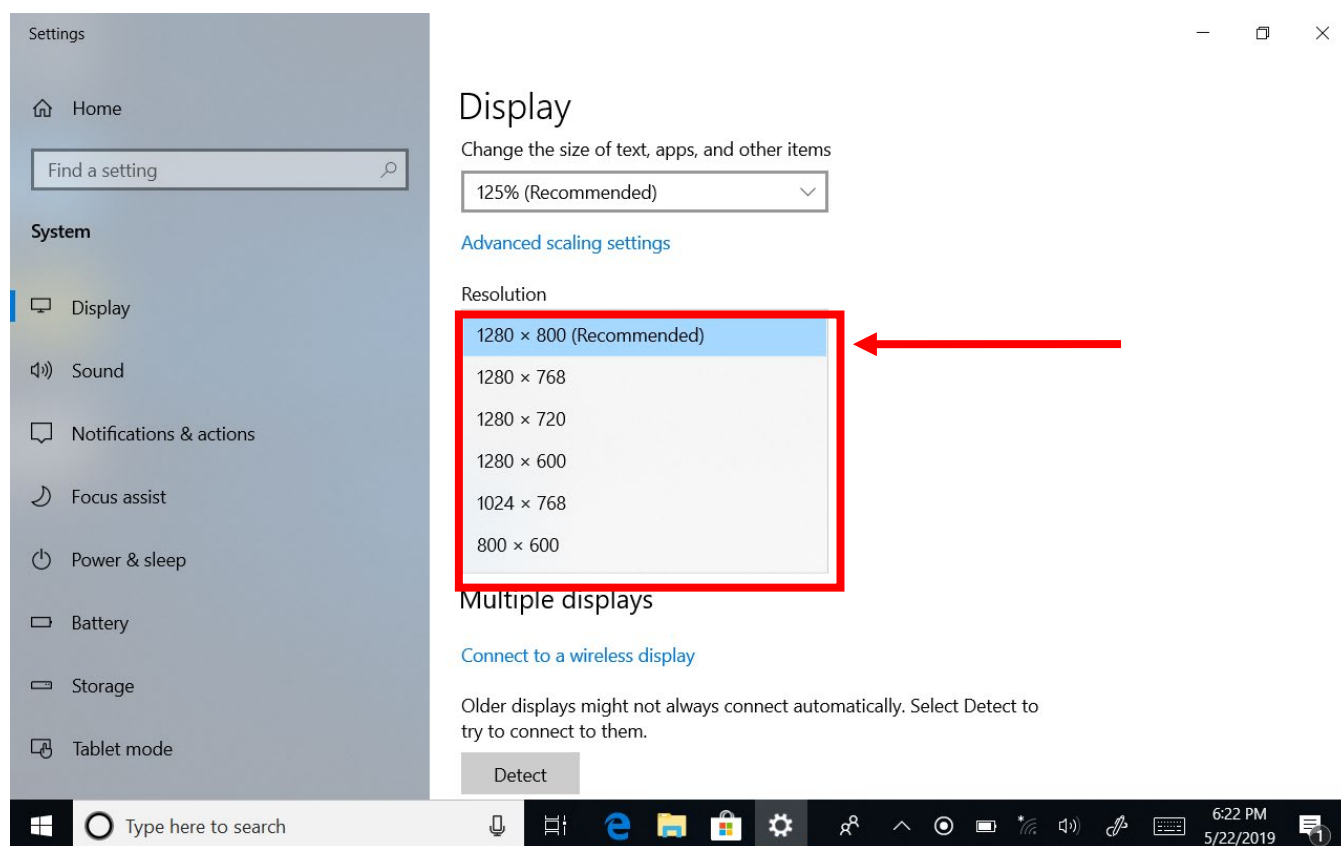 Settings
Home
Find a setting
System
Display
Sound
Notifications & actions
Focus assist
Power & sleep
Battery
Storage
Tablet mode
Display
Change the size of text, apps, and other items
125% (Recommended)
Advanced scaling settings
Resolution
1280 × 800 (Recommended)
1280 × 768
1280 × 720
1280 × 600
1024 × 768
800 × 600
Multiple displays
Connect to a wireless display
Older displays might not always connect automatically. Select Detect to
try to connect to them.
Detect
Type here to search
6:22 PM
5/22/2019
1